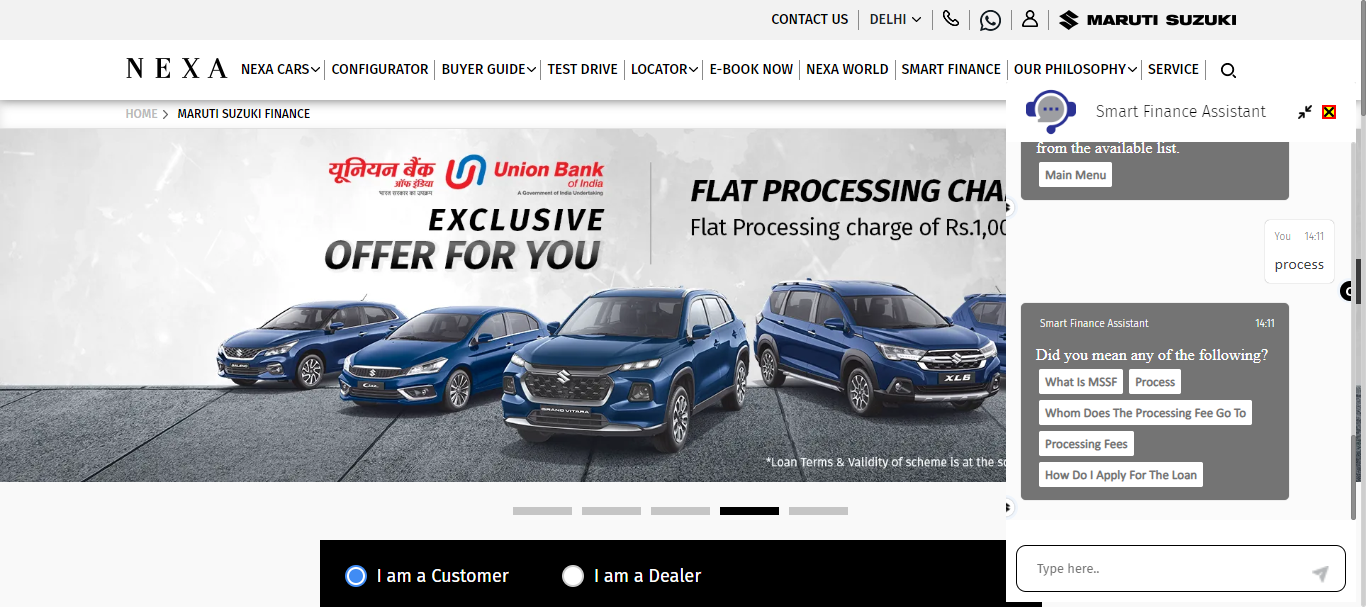 CONTACT US
DELHI
MARUTI SUZUKI
NEXA
NEXA CARS
CONFIGURATOR
BUYER GUIDE
TEST DRIVE
LOCATOR
E-BOOK NOW
NEXA WORLD
SMART FINANCE
OUR PHILOSOPHY
SERVICE
HOME
MARUTI SUZUKI FINANCE
यूनियन बैंक
ऑफ इंडिया
भारत सरकार का उपक्रम
Union Bank
of India
A Government of India Undertaking
EXCLUSIVE
OFFER FOR YOU
FLAT PROCESSING CHA
Flat Processing charge of Rs.1,00
BALENO
CIAZ
GRAND VITARA
XL6
*Loan Terms & Validity of scheme is at the so
I am a Customer
I am a Dealer
Smart Finance Assistant
from the available list.
Main Menu
You 14:11
process
Smart Finance Assistant 14:11
Did you mean any of the following?
What Is MSSF
Process
Whom Does The Processing Fee Go To
Processing Fees
How Do I Apply For The Loan
Type here..